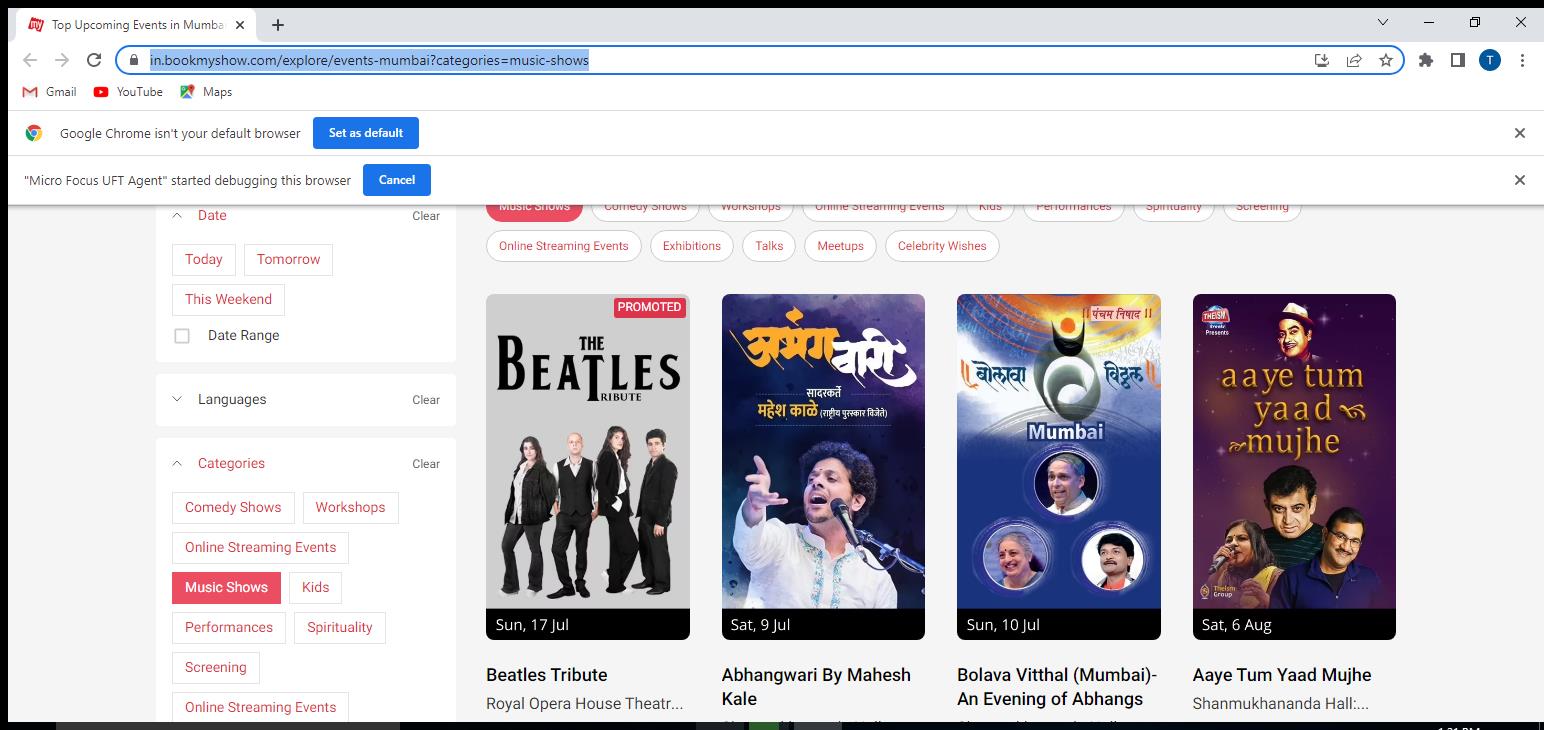 my Top Upcoming Events in Mumba
in.bookmyshow.com/explore/events-mumbai?categories=music-shows
T
Gmail YouTube Maps
Google Chrome isn't your default browser Set as default
"Micro Focus UFT Agent" started debugging this browser Cancel
Date Clear
Today Tomorrow
This Weekend
Date Range
Languages Clear
Categories Clear
Comedy Shows Workshops
Online Streaming Events
Music Shows Kids
Performances Spirituality
Screening
Online Streaming Events
Music Shows Comedy Shows Workshops Online Streaming Events Kids Performances Spirituality Screening
Online Streaming Events Exhibitions Talks Meetups Celebrity Wishes
PROMOTED
THE
BEATLES
TRIBUTE
Sun, 17 Jul
Beatles Tribute
Royal Opera House Theatr...
अभंग वारी
सादरकर्ते
महेश काळे (राष्ट्रीय पुरस्कार विजेते)
Sat, 9 Jul
Abhangwari By Mahesh
Kale
|| पंचम निषाद ||
|| बोलावा विठ्ठल ||
Mumbai
Sun, 10 Jul
Bolava Vitthal (Mumbai)-
An Evening of Abhangs
THEISM
Presents
aaye tum
yaad
mujhe
Theism
Group
Sat, 6 Aug
Aaye Tum Yaad Mujhe
Shanmukhananda Hall:...